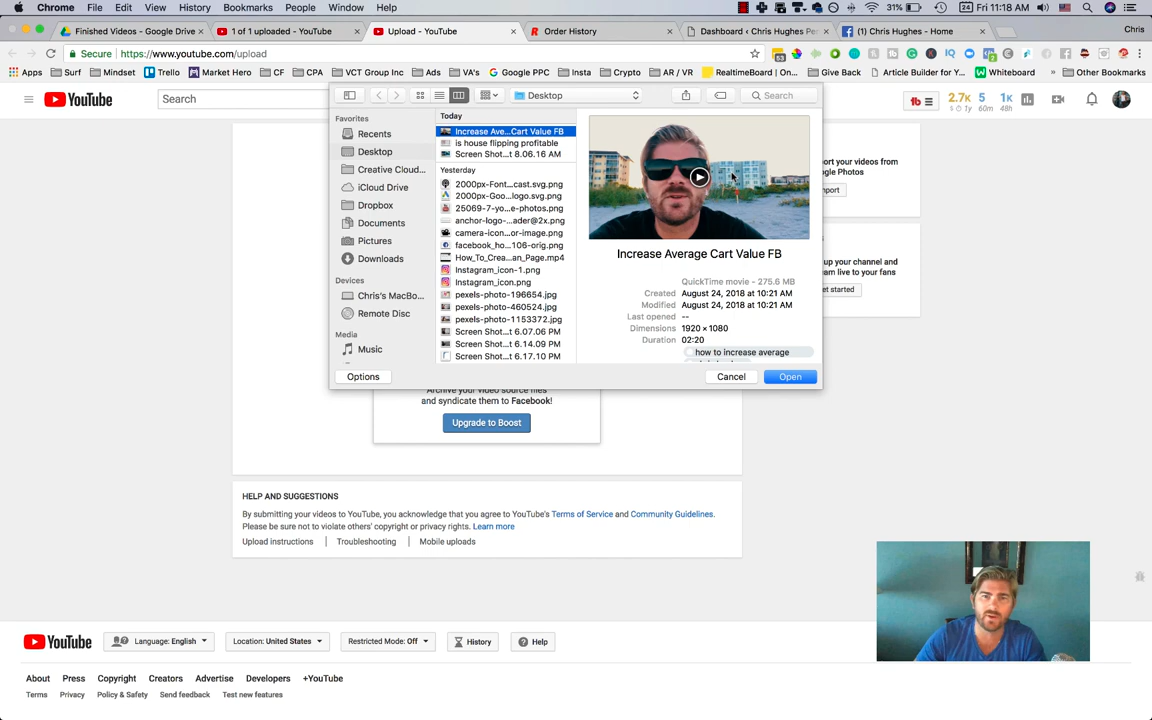 Chrome File Edit View History Bookmarks People Window Help 31% 24 Fri 11:18 AM
Finished Videos - Google Drive 1 of 1 uploaded - YouTube Upload - YouTube Order History Dashboard ‹ Chris Hughes Per (1) Chris Hughes - Home Chris
Secure https://www.youtube.com/upload
Apps Surf Mindset Trello Market Hero CF CPA VCT Group Inc Ads VA's Google PPC Insta Crypto AR / VR RealtimeBoard | On... Give Back Article Builder for Y... Whiteboard » Other Bookmarks
YouTube Search Desktop Search tb 2.7K 5 1K
1y 60m 48h
Favorites
Recents
Desktop
Creative Cloud...
iCloud Drive
Dropbox
Documents
Pictures
Downloads
Devices
Chris's MacBo...
Remote Disc
Media
Music
Today
Increase Ave...Cart Value FB
is house flipping profitable
Screen Shot...t 8.06.16 AM
Yesterday
2000px-Font...cast.svg.png
2000px-Goo...logo.svg.png
25069-7-yo...e-photos.png
anchor-logo-...ader@2x.png
camera-icon...or-image.png
facebook_ho...106-orig.png
How_To_Crea...an_Page.mp4
Instagram_icon-1.png
Instagram_icon.png
pexels-photo-196654.jpg
pexels-photo-460524.jpg
pexels-photo-1153372.jpg
Screen Shot...t 6.07.06 PM
Screen Shot...t 6.14.09 PM
Screen Shot...t 6.17.10 PM
Increase Average Cart Value FB
QuickTime movie - 275.6 MB
Created August 24, 2018 at 10:21 AM
Modified August 24, 2018 at 10:21 AM
Last opened --
Dimensions 1920 × 1080
Duration 02:20
how to increase average
Options Cancel Open
port your videos from
Photos
port
up your channel and
am live to your fans
et started
Archive your video source files
and syndicate them to Facebook!
Upgrade to Boost
HELP AND SUGGESTIONS
By submitting your videos to YouTube, you acknowledge that you agree to YouTube's Terms of Service and Community Guidelines.
Please be sure not to violate others' copyright or privacy rights. Learn more
Upload instructions | Troubleshooting | Mobile uploads
YouTube Language: English Location: United States Restricted Mode: Off History Help
About Press Copyright Creators Advertise Developers +YouTube
Terms Privacy Policy & Safety Send feedback Test new features